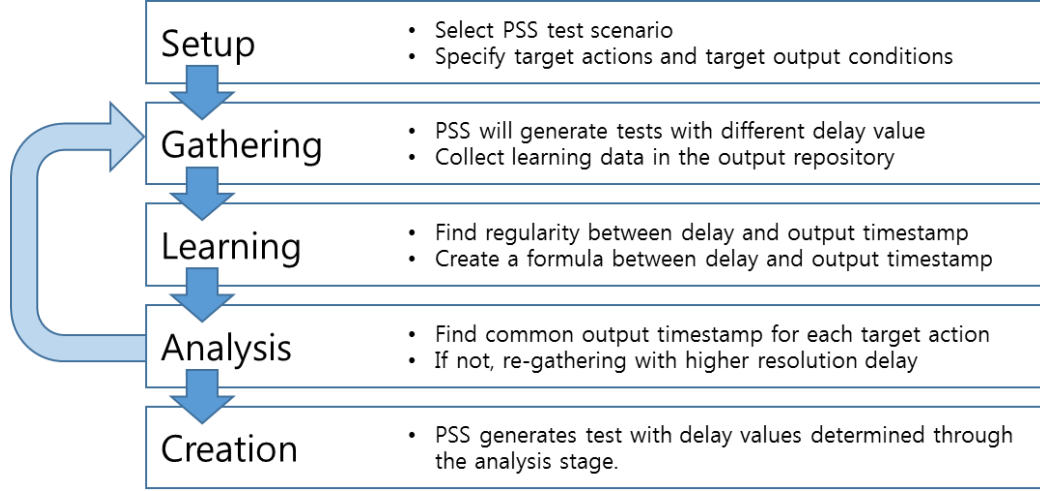 Setup
• Select PSS test scenario
• Specify target actions and target output conditions
Gathering
• PSS will generate tests with different delay value
• Collect learning data in the output repository
Learning
• Find regularity between delay and output timestamp
• Create a formula between delay and output timestamp
Analysis
• Find common output timestamp for each target action
• If not, re-gathering with higher resolution delay
Creation
• PSS generates test with delay values determined through
the analysis stage.